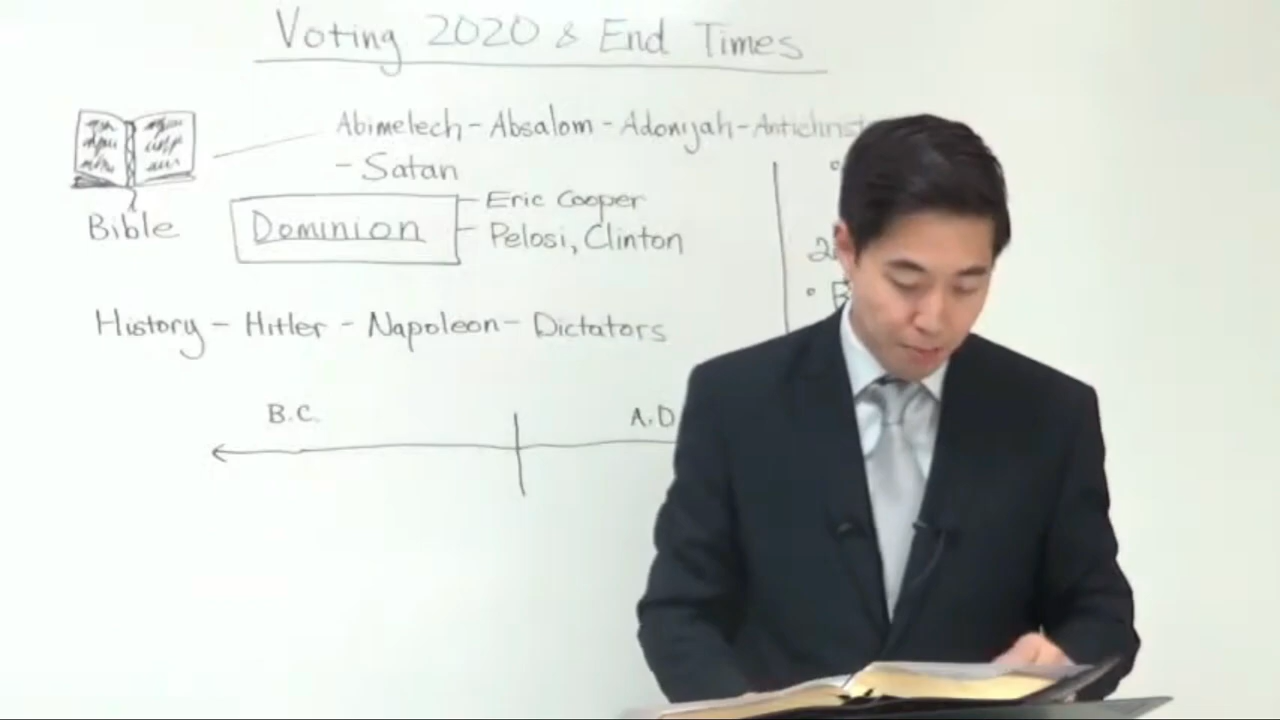 Voting 2020 & End Times
Abimelech - Absalom - Adonijah - Antichrist
- Satan
Bible
Dominion
Eric Cooper
Pelosi, Clinton
History - Hitler - Napoleon - Dictators
B.C.
A.D